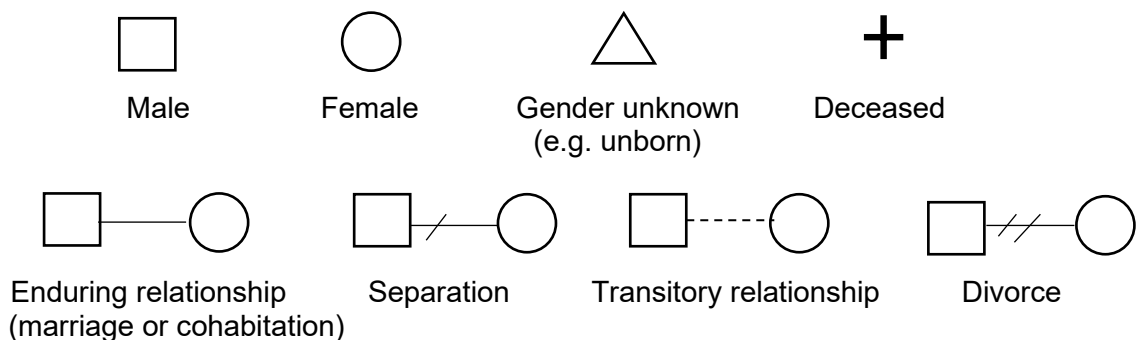 Male
Female
Gender unknown
(e.g. unborn)
Deceased
Enduring relationship
(marriage or cohabitation)
Separation
Transitory relationship
Divorce